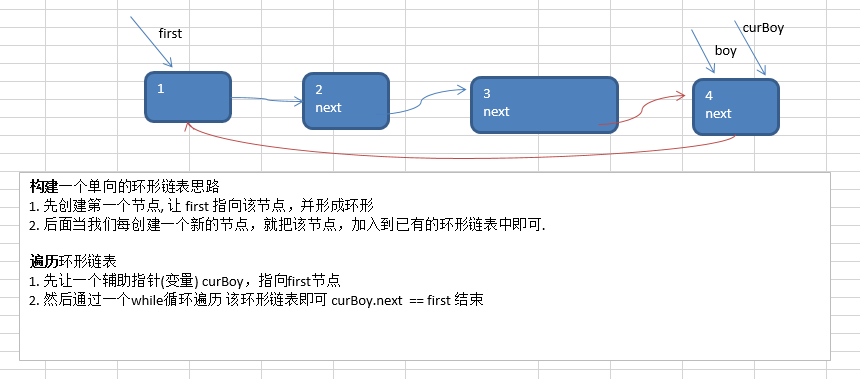 first
curBoy
boy
1
2
next
3
next
4
next
构建一个单向的环形链表思路
1. 先创建第一个节点, 让 first 指向该节点，并形成环形
2. 后面当我们每创建一个新的节点，就把该节点，加入到已有的环形链表中即可.
遍历环形链表
1. 先让一个辅助指针(变量) curBoy，指向first节点
2. 然后通过一个while循环遍历 该环形链表即可 curBoy.next  == first 结束